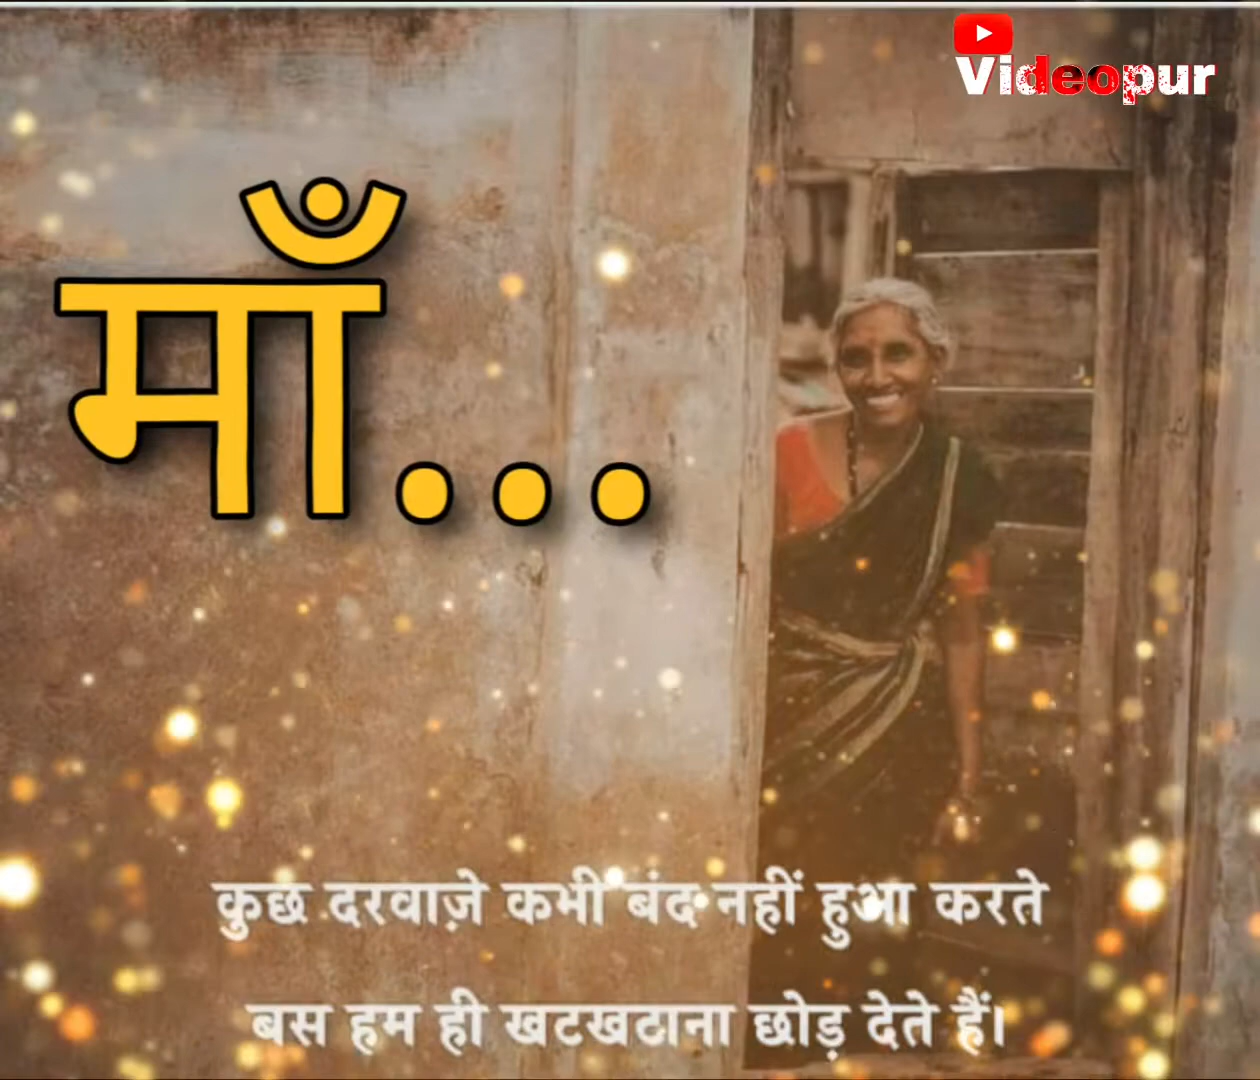 Videopur
माँ...
कुछ दरवाज़े कभी बंद नहीं हुआ करते
बस हम ही खटखटाना छोड़ देते हैं।